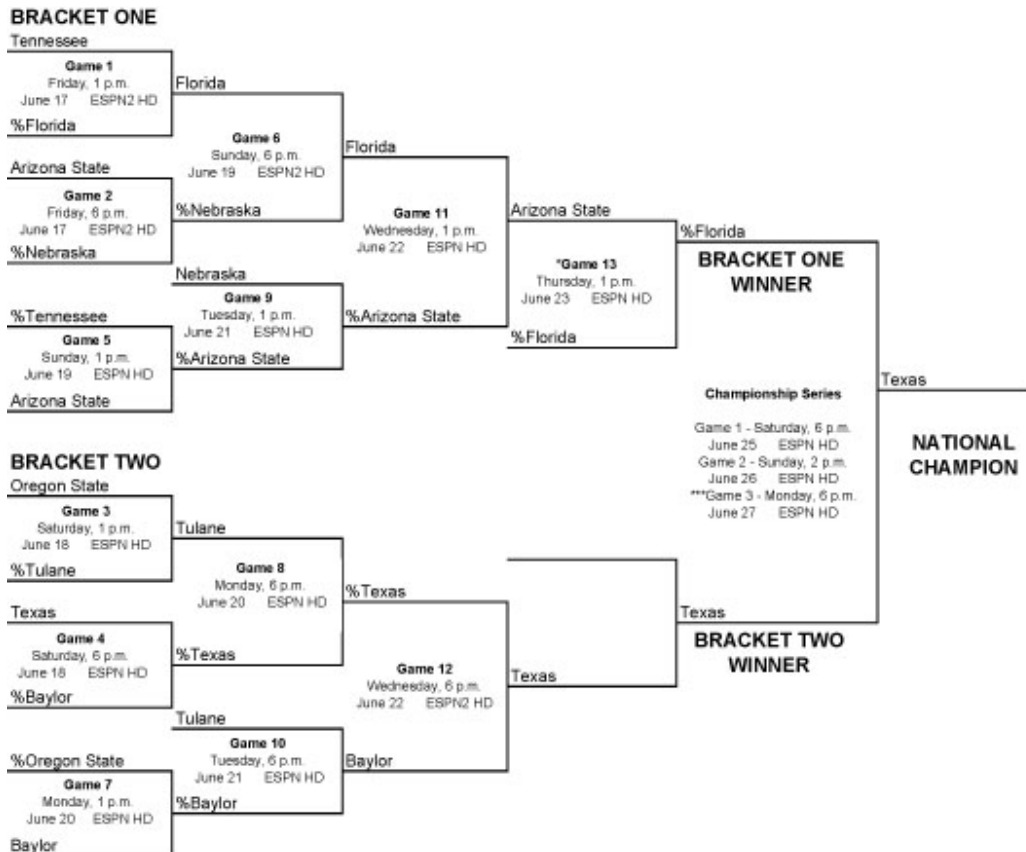 BRACKET ONE
Tennessee
Game 1
Friday, 1 p.m.
June 17 ESPN2 HD
%Florida
Florida
Arizona State
Game 2
Friday, 6 p.m.
June 17 ESPN2 HD
%Nebraska
%Nebraska
Game 6
Sunday, 6 p.m.
June 19 ESPN2 HD
Florida
Nebraska
%Tennessee
Game 5
Sunday, 1 p.m.
June 19 ESPN HD
Arizona State
Game 9
Tuesday, 1 p.m.
June 21 ESPN HD
%Arizona State
%Arizona State
Game 11
Wednesday, 1 p.m.
June 22 ESPN HD
Arizona State
*Game 13
Thursday, 1 p.m.
June 23 ESPN HD
%Florida
%Florida
BRACKET ONE
WINNER
Championship Series
Game 1 - Saturday, 6 p.m.
June 25 ESPN HD
Game 2 - Sunday, 2 p.m.
June 26 ESPN HD
***Game 3 - Monday, 6 p.m.
June 27 ESPN HD
Texas
NATIONAL
CHAMPION
BRACKET TWO
Oregon State
Game 3
Saturday, 1 p.m.
June 18 ESPN HD
%Tulane
Tulane
Texas
Game 4
Saturday, 6 p.m.
June 18 ESPN HD
%Baylor
%Texas
Game 8
Monday, 6 p.m.
June 20 ESPN HD
%Texas
Tulane
%Oregon State
Game 7
Monday, 1 p.m.
June 20 ESPN HD
Baylor
Game 10
Tuesday, 6 p.m.
June 21 ESPN HD
%Baylor
Baylor
Game 12
Wednesday, 6 p.m.
June 22 ESPN2 HD
Texas
Texas
BRACKET TWO
WINNER